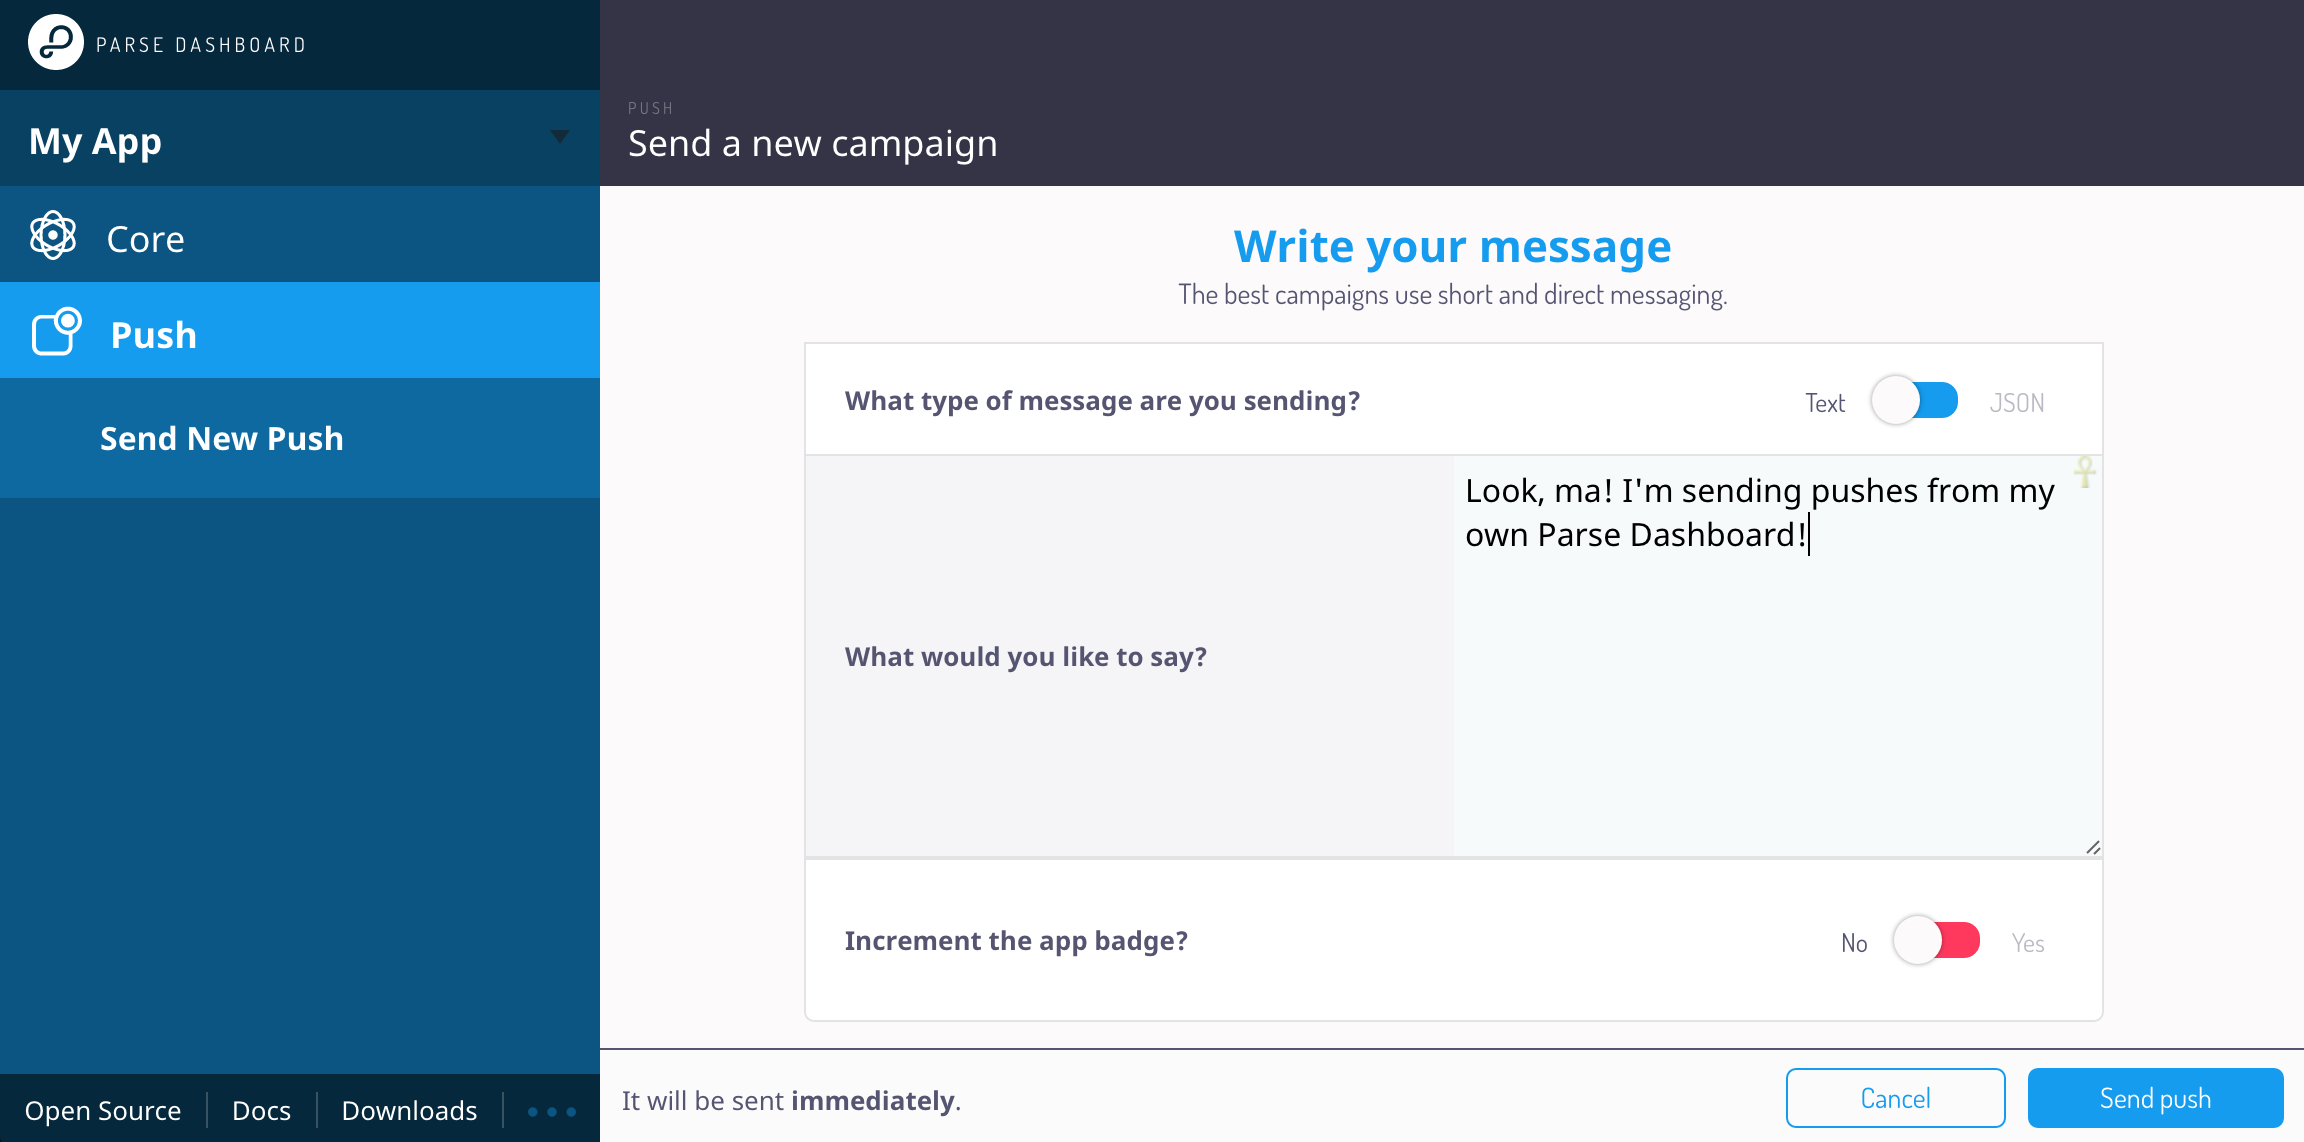 PARSE DASHBOARD
My App
Core
Push
Send New Push
Open Source
Docs
Downloads
PUSH
Send a new campaign
Write your message
The best campaigns use short and direct messaging.
What type of message are you sending?
Text
JSON
What would you like to say?
Look, ma! I'm sending pushes from my
own Parse Dashboard!
Increment the app badge?
No
Yes
It will be sent immediately.
Cancel
Send push